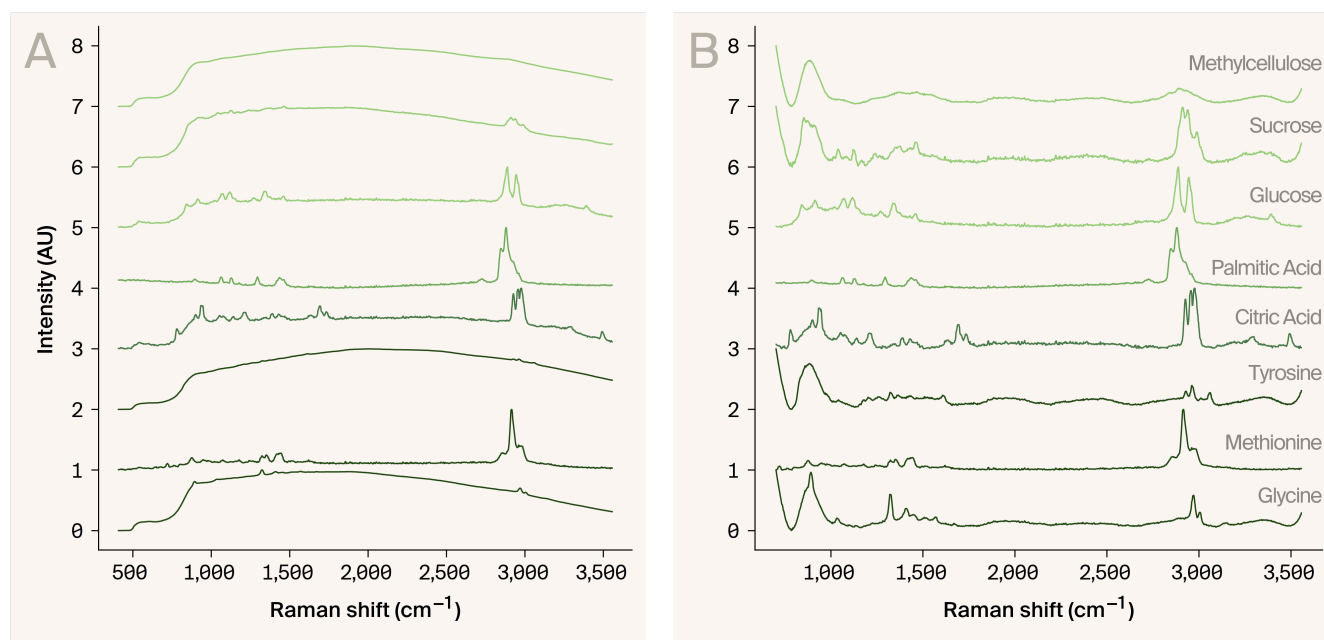 A
8
7
6
5
4
3
2
1
0
Intensity (AU)
500 1,000 1,500 2,000 2,500 3,000 3,500
Raman shift (cm⁻¹)
B
8
7
6
5
4
3
2
1
0
Methylcellulose
Sucrose
Glucose
Palmitic Acid
Citric Acid
Tyrosine
Methionine
Glycine
1,000 1,500 2,000 2,500 3,000 3,500
Raman shift (cm⁻¹)